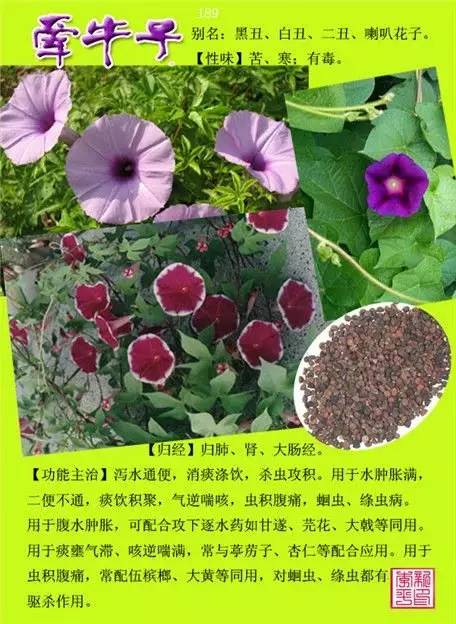 189
牵牛子
别名：黑丑、白丑、二丑、喇叭花子。
【性味】苦、寒；有毒。
【归经】归肺、肾、大肠经。
【功能主治】泻水通便，消痰涤饮，杀虫攻积。用于水肿胀满，
二便不通，痰饮积聚，气逆喘咳，虫积腹痛，蛔虫、绦虫病。
用于腹水肿胀，可配合攻下逐水药如甘遂、芫花、大戟等同用。
用于痰壅气滞、咳逆喘满，常与葶苈子、杏仁等配合应用。用于
虫积腹痛，常配伍槟榔、大黄等同用，对蛔虫、绦虫都有
驱杀作用。